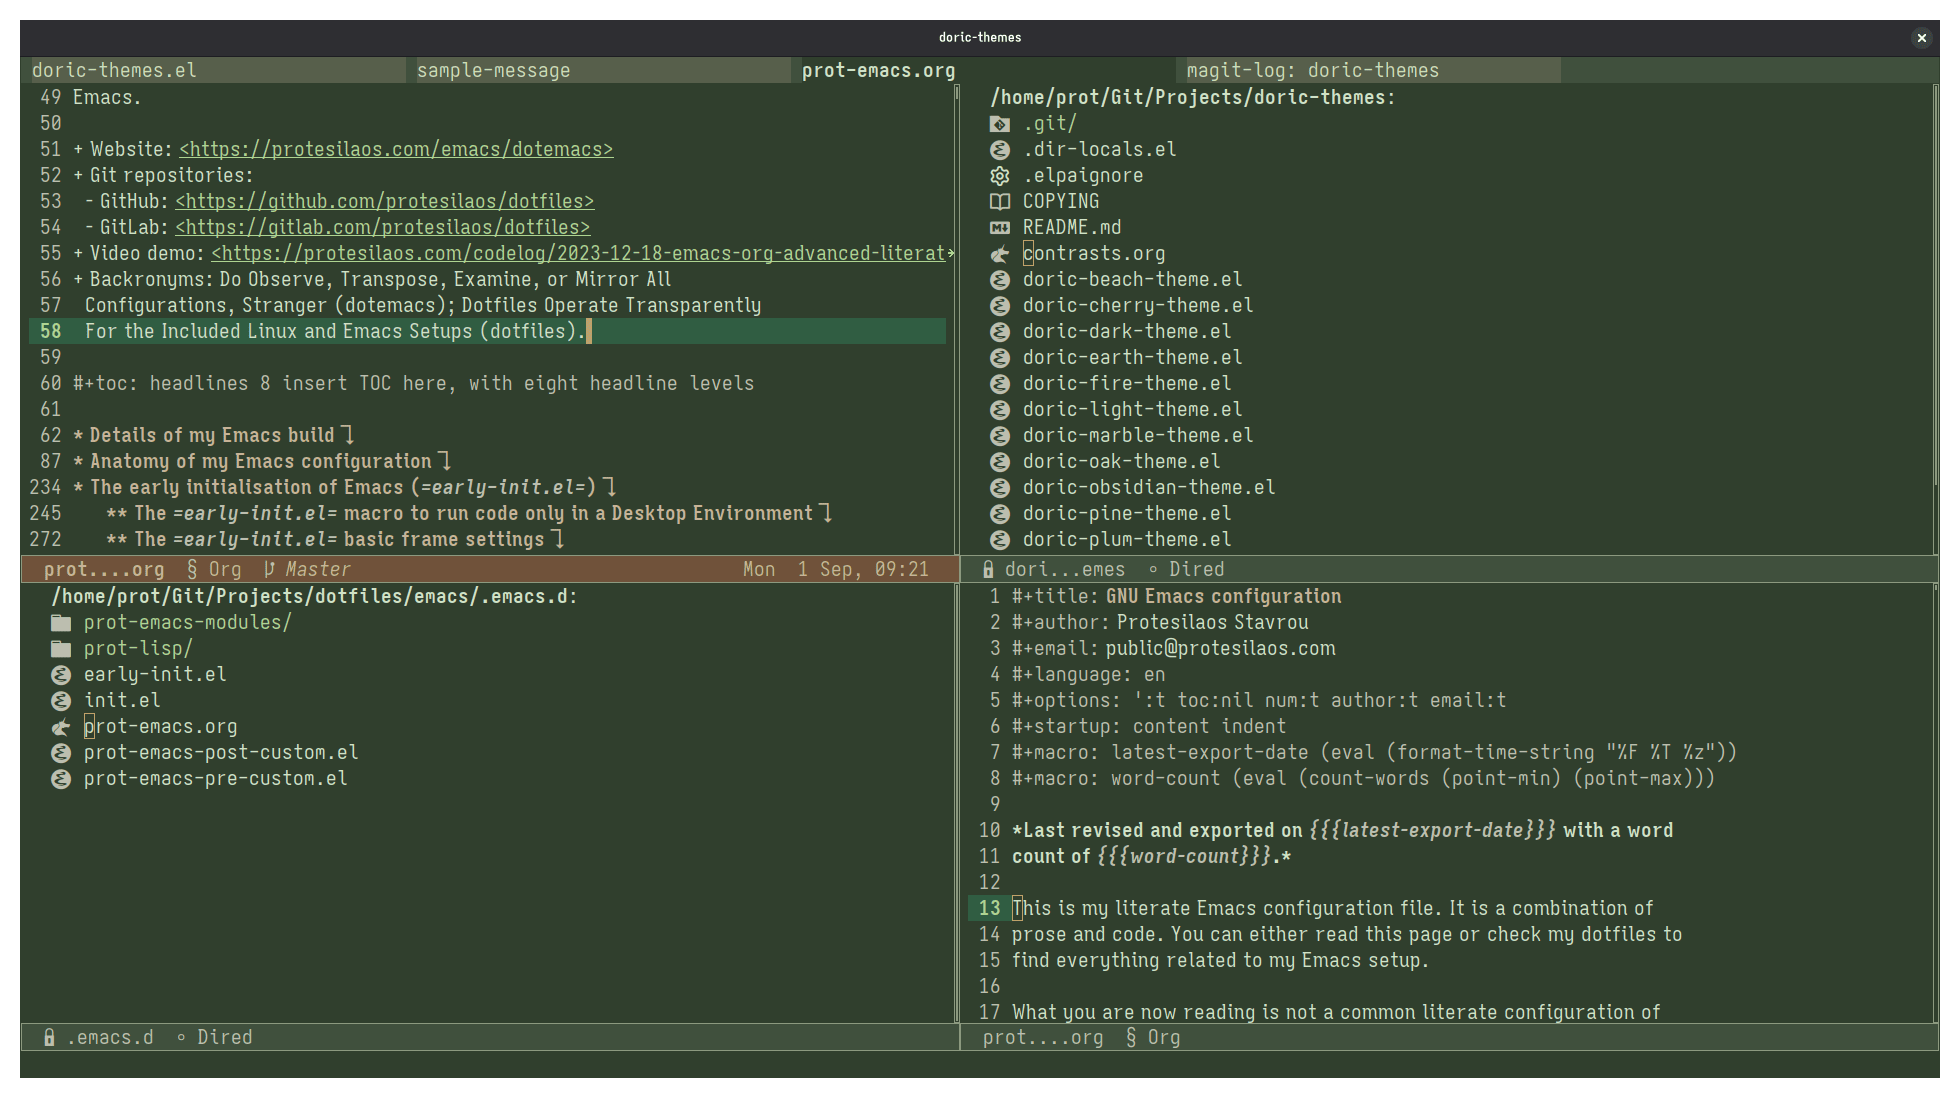 doric-themes
doric-themes.el
sample-message
prot-emacs.org
magit-log: doric-themes
49 Emacs.
50
51 + Website: <https://protesilaos.com/emacs/dotemacs>
52 + Git repositories:
53 - GitHub: <https://github.com/protesilaos/dotfiles>
54 - GitLab: <https://gitlab.com/protesilaos/dotfiles>
55 + Video demo: <https://protesilaos.com/codelog/2023-12-18-emacs-org-advanced-literat
56 + Backronyms: Do Observe, Transpose, Examine, or Mirror All
57 Configurations, Stranger (dotemacs); Dotfiles Operate Transparently
58 For the Included Linux and Emacs Setups (dotfiles).
59
60 #+toc: headlines 8 insert TOC here, with eight headline levels
61
62 * Details of my Emacs build ⤵
87 * Anatomy of my Emacs configuration ⤵
234 * The early initialisation of Emacs (=early-init.el=) ⤵
245 ** The =early-init.el= macro to run code only in a Desktop Environment ⤵
272 ** The =early-init.el= basic frame settings ⤵
prot....org § Org Master Mon 1 Sep, 09:21
/home/prot/Git/Projects/doric-themes:
.git/
.dir-locals.el
.elpaignore
COPYING
README.md
contrasts.org
doric-beach-theme.el
doric-cherry-theme.el
doric-dark-theme.el
doric-earth-theme.el
doric-fire-theme.el
doric-light-theme.el
doric-marble-theme.el
doric-oak-theme.el
doric-obsidian-theme.el
doric-pine-theme.el
doric-plum-theme.el
dori...emes ◦ Dired
/home/prot/Git/Projects/dotfiles/emacs/.emacs.d:
prot-emacs-modules/
prot-lisp/
early-init.el
init.el
prot-emacs.org
prot-emacs-post-custom.el
prot-emacs-pre-custom.el
.emacs.d ◦ Dired
1 #+title: GNU Emacs configuration
2 #+author: Protesilaos Stavrou
3 #+email: public@protesilaos.com
4 #+language: en
5 #+options: ':t toc:nil num:t author:t email:t
6 #+startup: content indent
7 #+macro: latest-export-date (eval (format-time-string "%F %T %z"))
8 #+macro: word-count (eval (count-words (point-min) (point-max)))
9
10 *Last revised and exported on {{{latest-export-date}}} with a word
11 count of {{{word-count}}}.*
12
13 This is my literate Emacs configuration file. It is a combination of
14 prose and code. You can either read this page or check my dotfiles to
15 find everything related to my Emacs setup.
16
17 What you are now reading is not a common literate configuration of
prot....org § Org